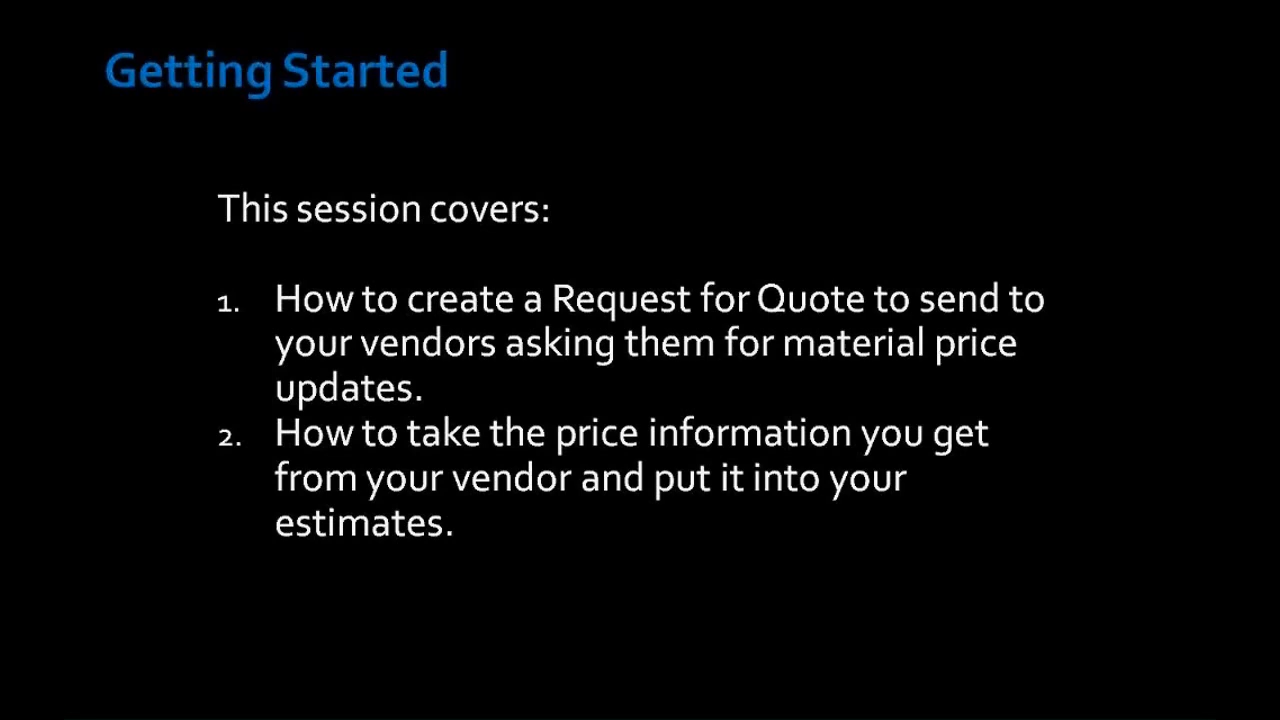 Getting Started
This session covers:
1. How to create a Request for Quote to send to
your vendors asking them for material price
updates.
2. How to take the price information you get
from your vendor and put it into your
estimates.